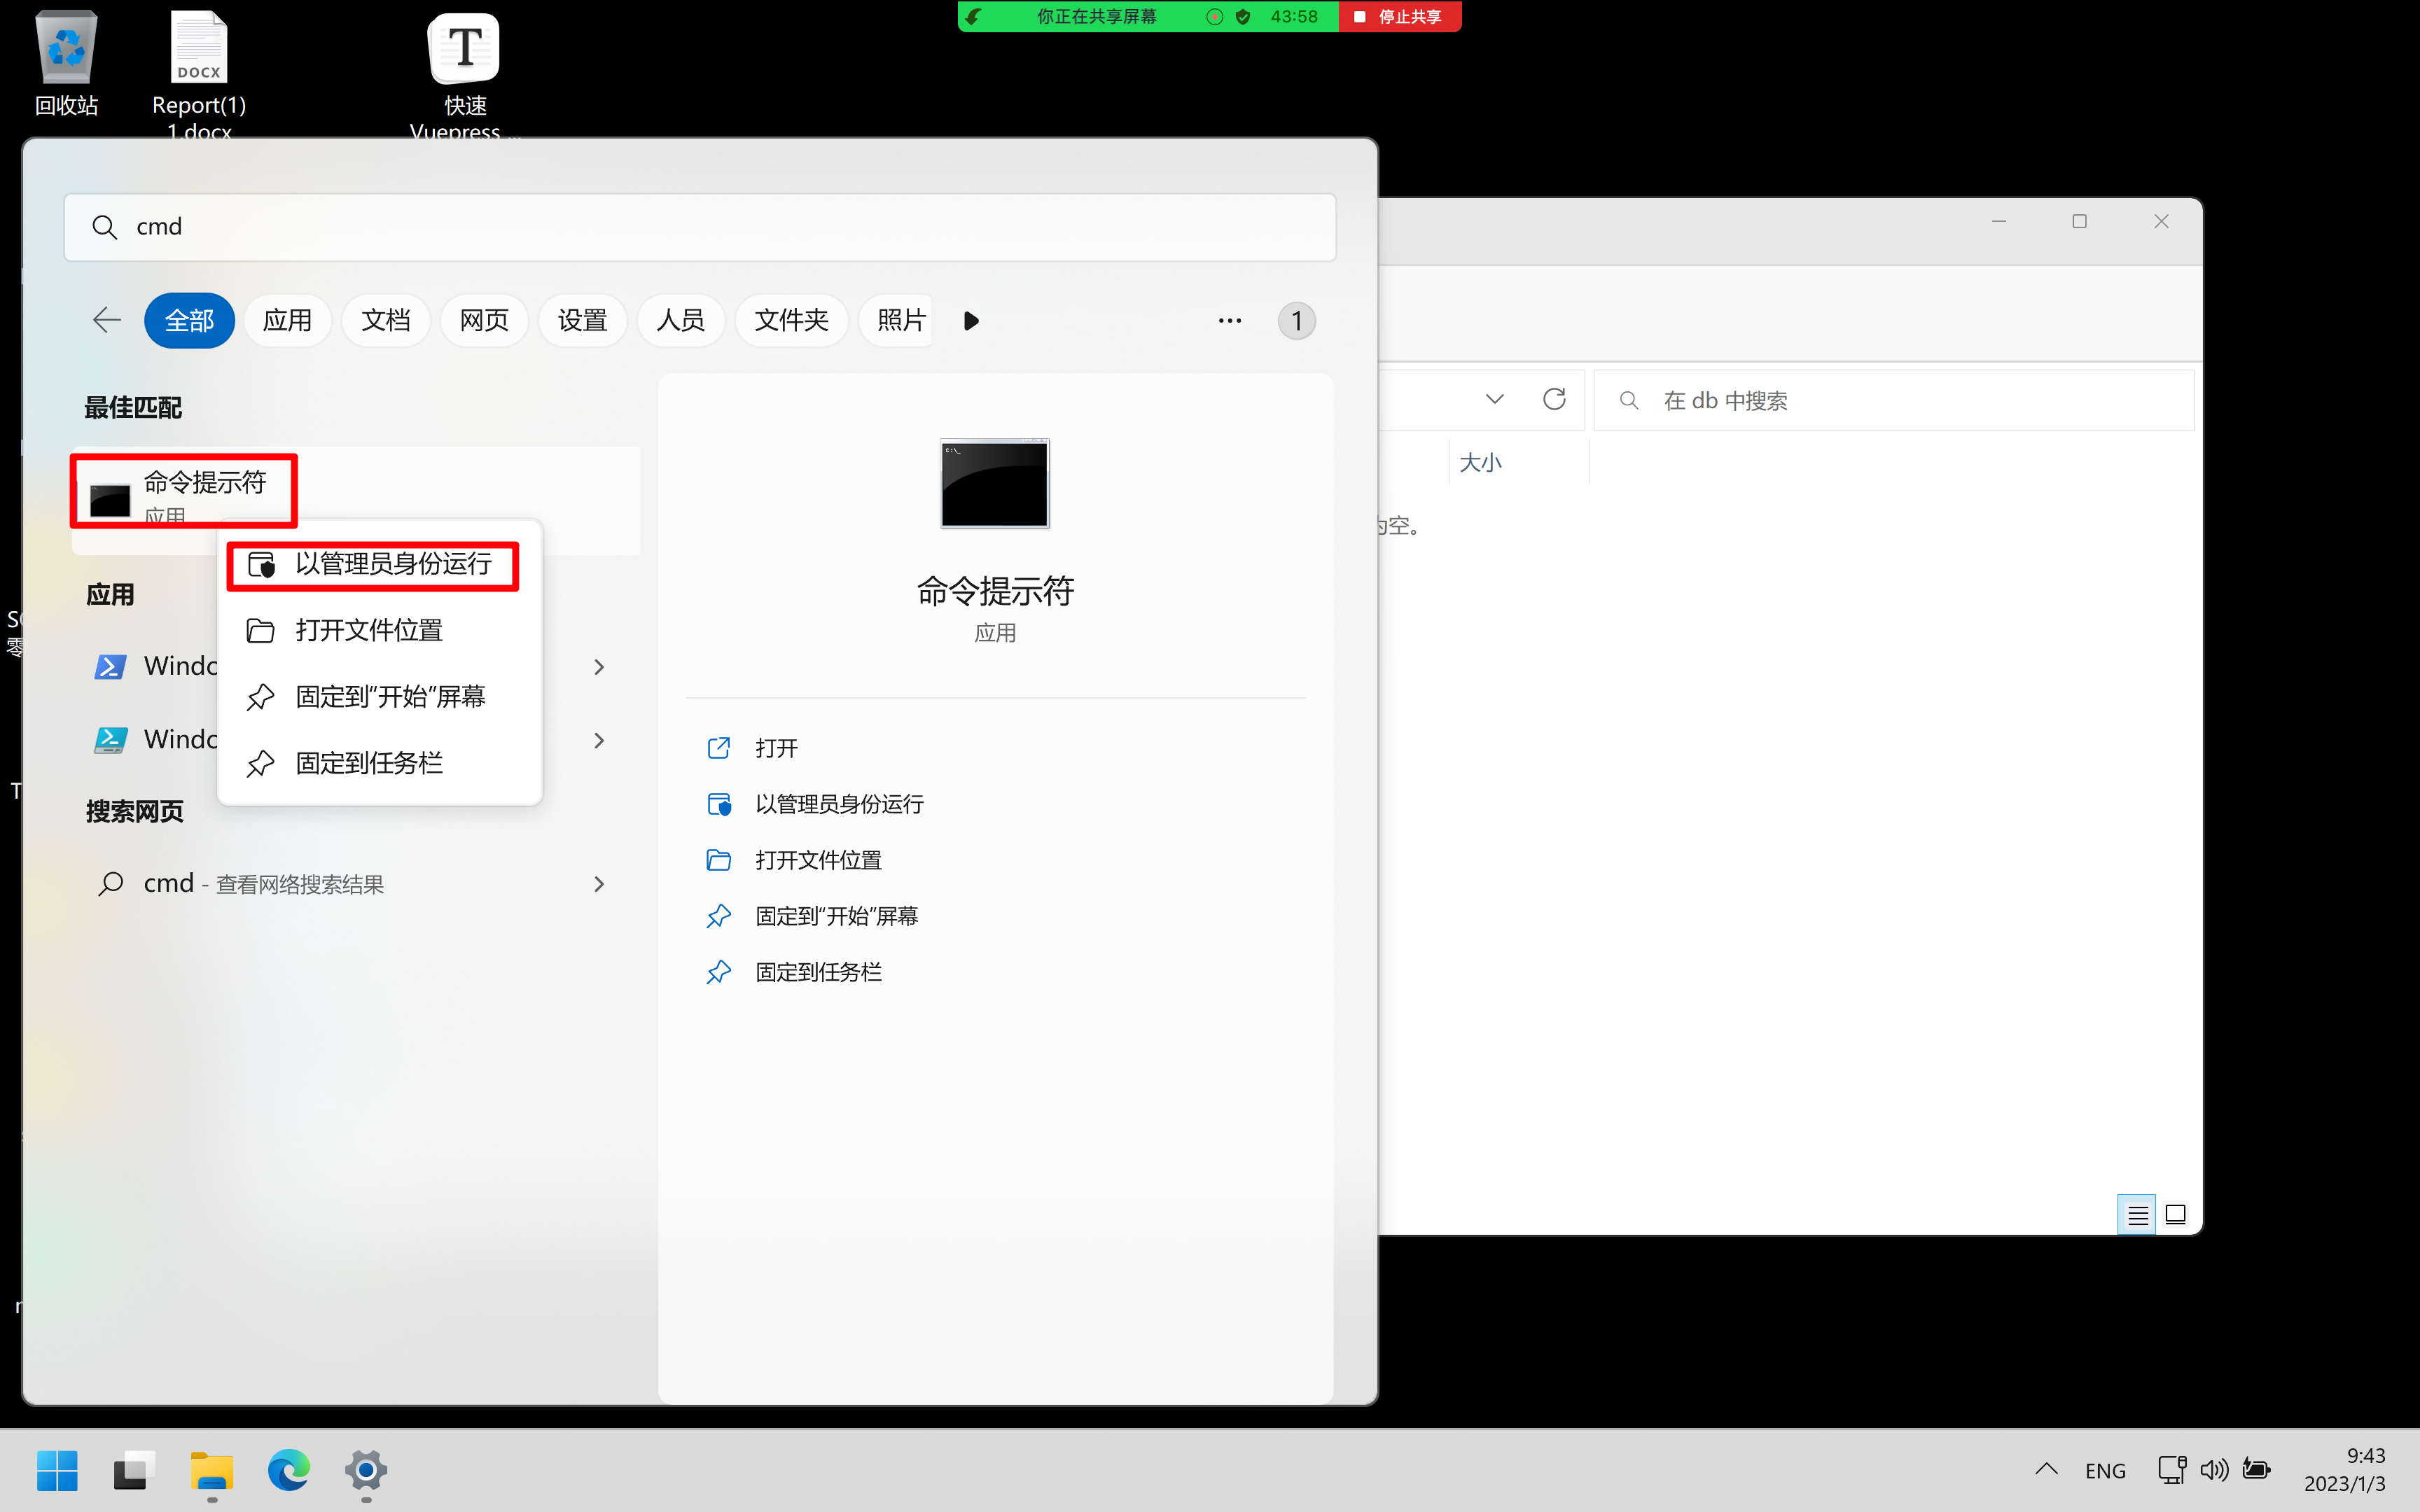 你正在共享屏幕
43:58
停止共享
DOCX
T
回收站
Report(1)
1.docx
快速
Vuepress ...
cmd
全部
应用
文档
网页
设置
人员
文件夹
照片
1
最佳匹配
命令提示符
应用
以管理员身份运行
打开文件位置
固定到“开始”屏幕
固定到任务栏
应用
Windo
Windo
搜索网页
cmd - 查看网络搜索结果
C:\_
命令提示符
应用
打开
以管理员身份运行
打开文件位置
固定到“开始”屏幕
固定到任务栏
在 db 中搜索
大小
为空。
零
T
ENG
9:43
2023/1/3